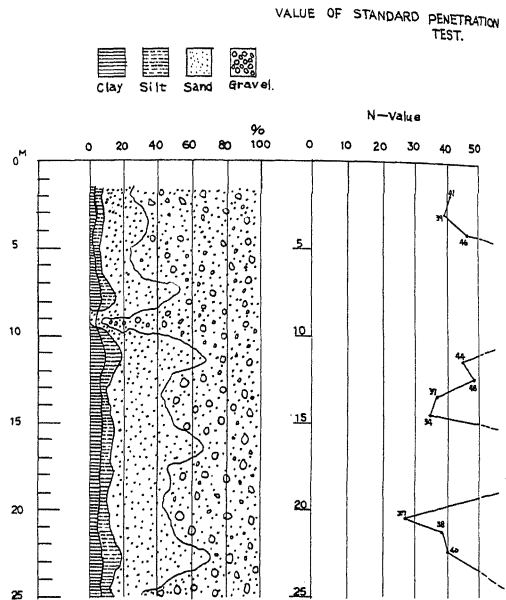 VALUE OF STANDARD PENETRATION
TEST.
Clay Silt Sand Gravel.
%
N-Value
0 20 40 60 80 100
0 10 20 30 40 50
0 M
41
39
46
5 5
10 10
44
48
37
34
15 15
20 20
38
40
25 25